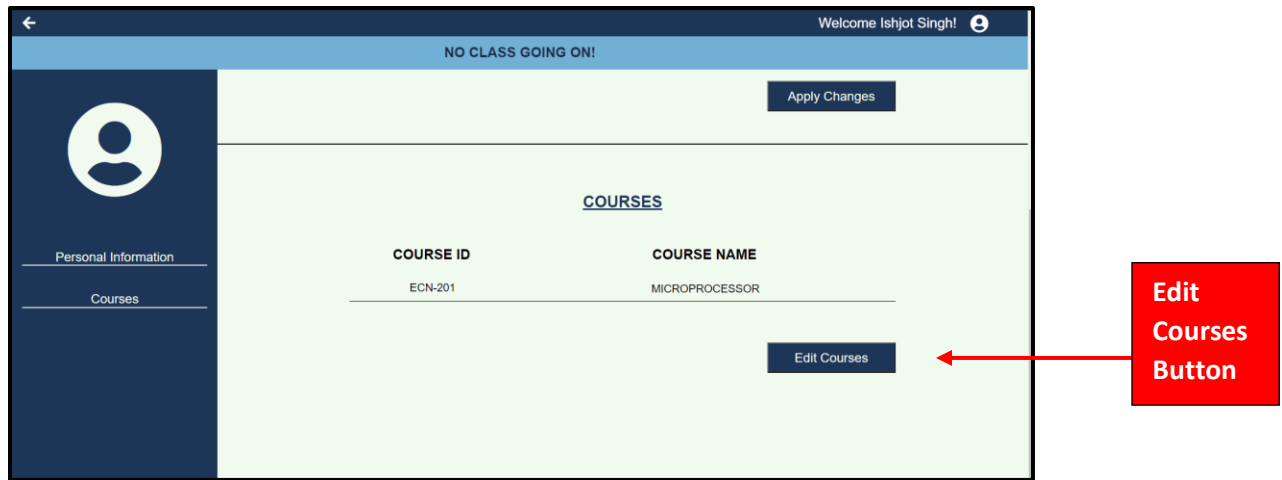 Welcome Ishjot Singh!
NO CLASS GOING ON!
Apply Changes
COURSES
Personal Information
Courses
COURSE ID COURSE NAME
ECN-201 MICROPROCESSOR
Edit Courses
Edit
Courses
Button